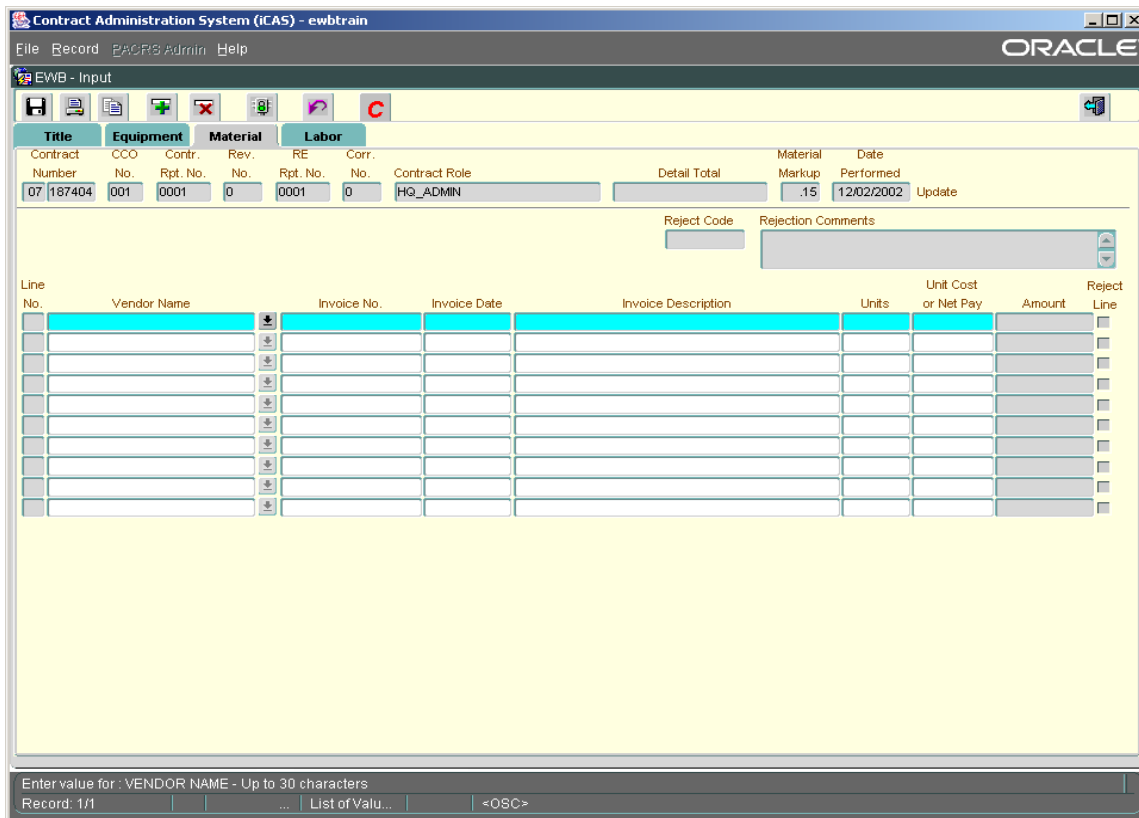 Contract Administration System (iCAS) - ewbtrain
File Record PACRS Admin Help ORACLE
EWB - Input
C
Title Equipment Material Labor
Contract CCO Contr. Rev. RE Corr. Material Date
Number No. Rpt. No. No. Rpt. No. No. Contract Role Detail Total Markup Performed
07 187404 001 0001 0 0001 0 HQ_ADMIN .15 12/02/2002 Update
Reject Code Rejection Comments
Line Unit Cost Reject
No. Vendor Name Invoice No. Invoice Date Invoice Description Units or Net Pay Amount Line
Enter value for : VENDOR NAME - Up to 30 characters
Record: 1/1 ... List of Valu... <OSC>